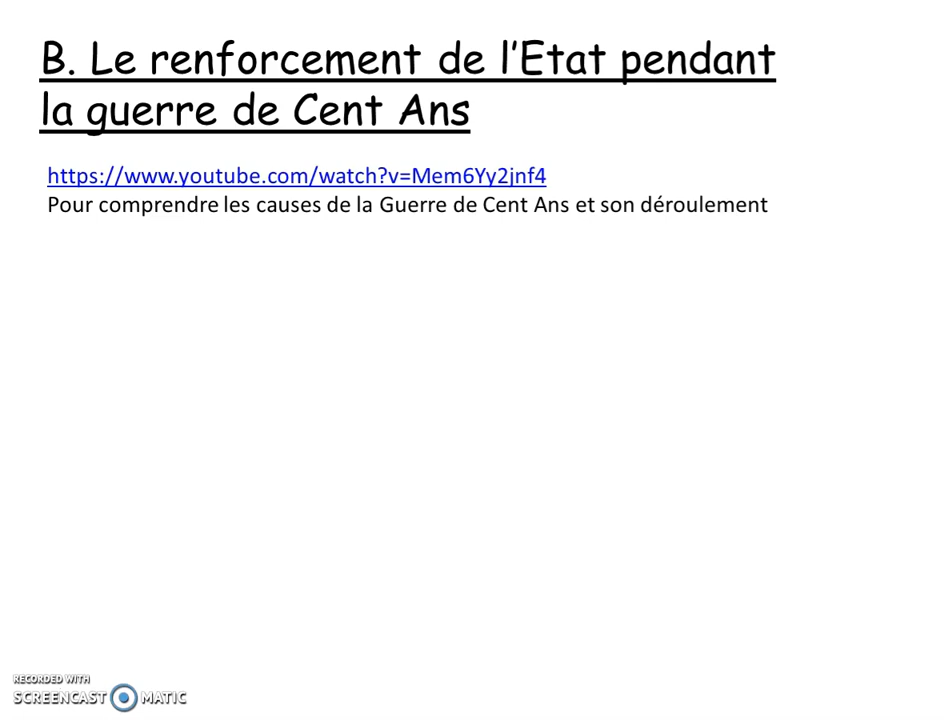 B. Le renforcement de l'Etat pendant
la guerre de Cent Ans
https://www.youtube.com/watch?v=Mem6Yy2jnf4
Pour comprendre les causes de la Guerre de Cent Ans et son déroulement
RECORDED WITH
SCREENCAST MATIC